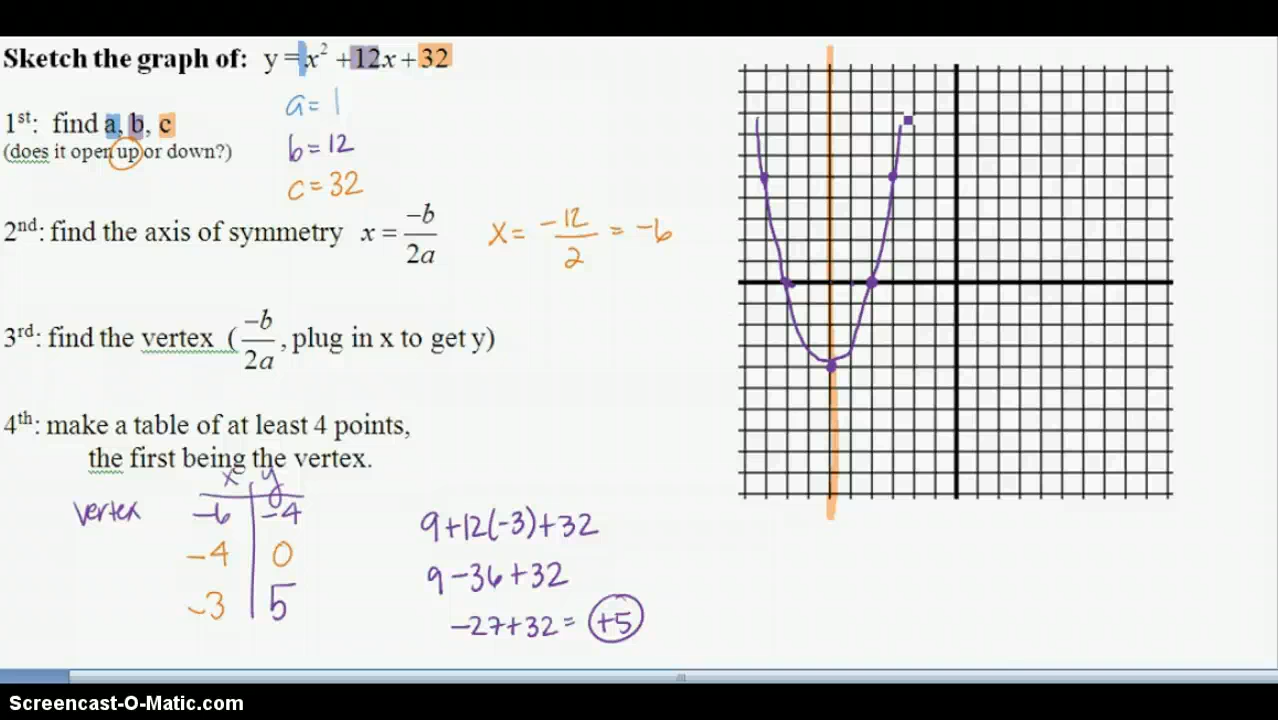 Sketch the graph of: y = x² + 12x + 32
a = 1
1st: find a, b, c
(does it open up or down?)
b = 12
c = 32
2nd: find the axis of symmetry x = −b/2a
x = −12/2 = −6
3rd: find the vertex (−b/2a, plug in x to get y)
4th: make a table of at least 4 points,
the first being the vertex.
x y
vertex −6 −4
−4 0
−3 5
9+12(−3)+32
9−36+32
−27+32= +5
Screencast-O-Matic.com